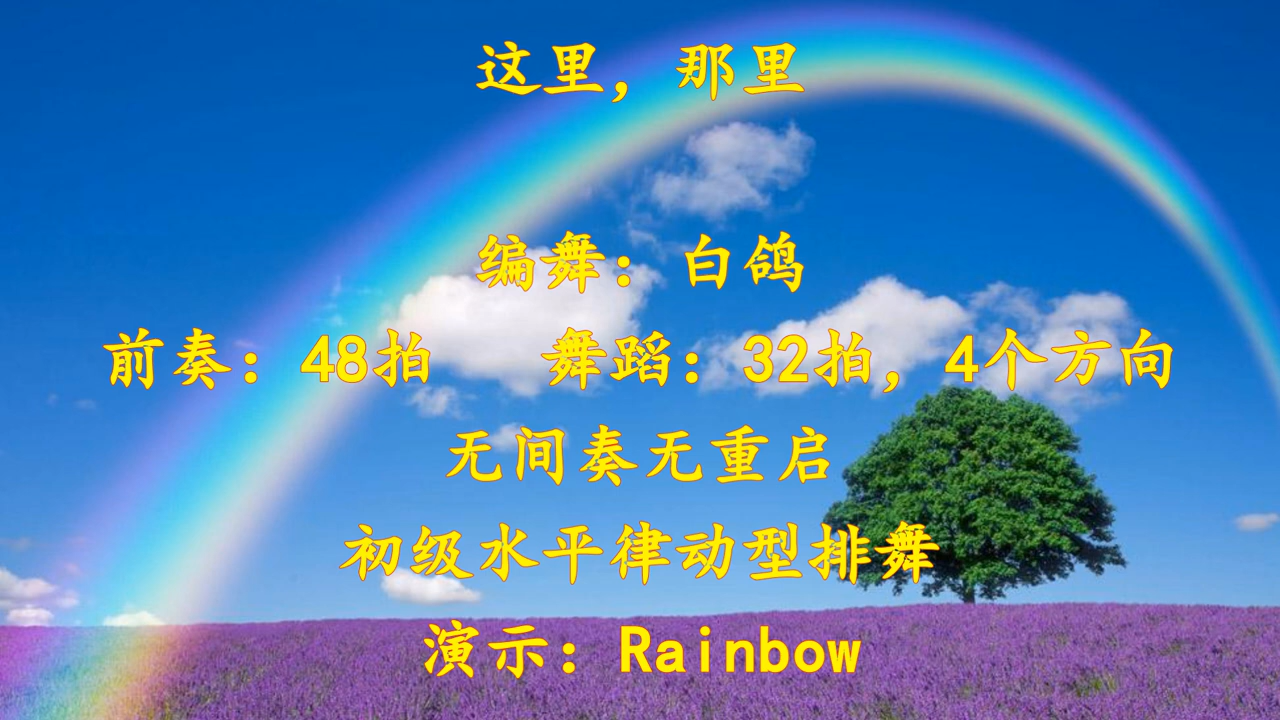 这里，那里
编舞：白鸽
前奏：48拍 舞蹈：32拍，4个方向
无间奏无重启
初级水平律动型排舞
演示：Rainbow